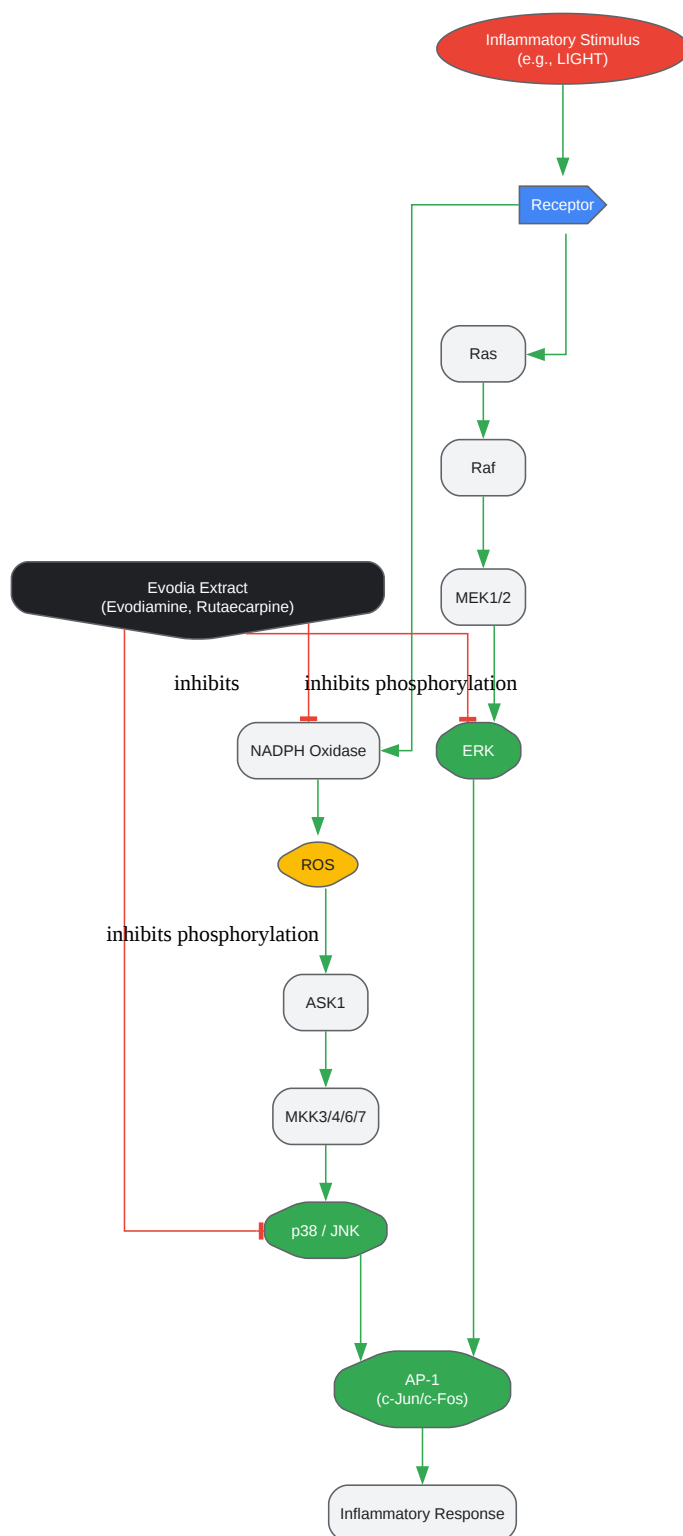 Inflammatory Stimulus
(e.g., LIGHT)
Receptor
Ras
Raf
Evodia Extract
(Evodiamine, Rutaecarpine)
MEK1/2
inhibits
inhibits phosphorylation
NADPH Oxidase
ERK
ROS
inhibits phosphorylation
ASK1
MKK3/4/6/7
p38 / JNK
AP-1
(c-Jun/c-Fos)
Inflammatory Response